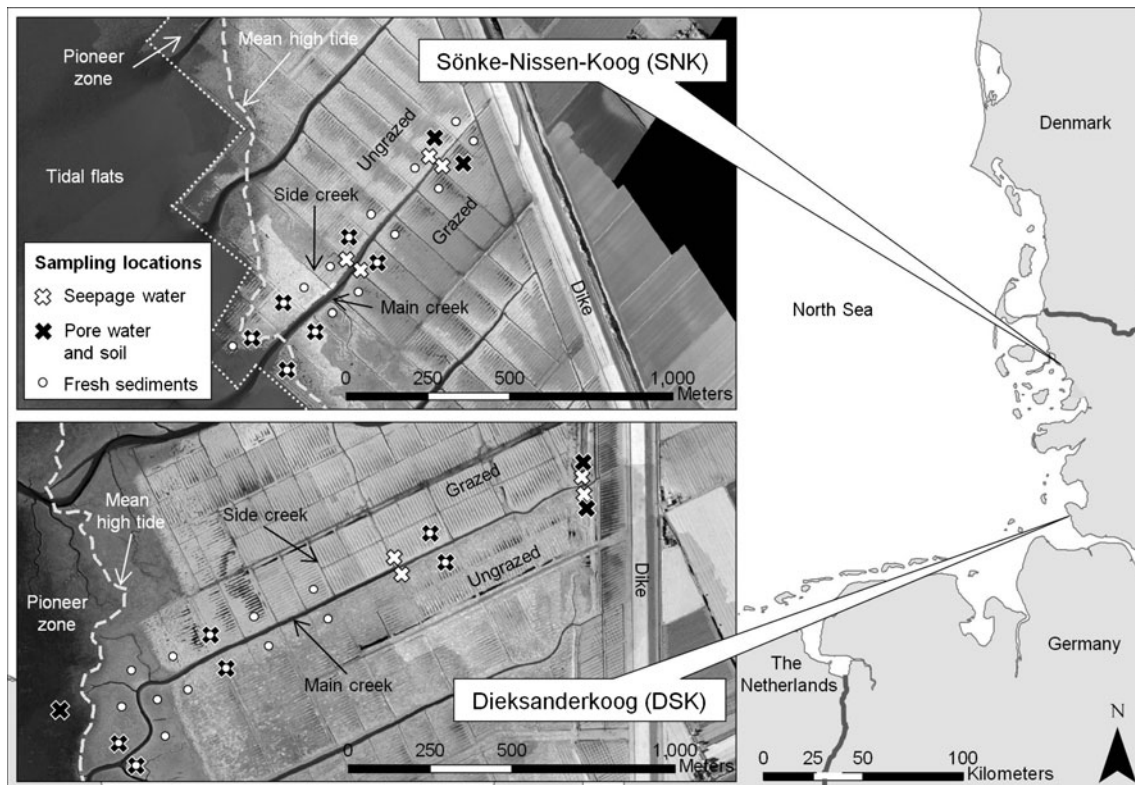 Pioneer
zone
Mean high tide
Tidal flats
Ungrazed
Side creek
Grazed
Main creek
Dike
Sampling locations
Seepage water
Pore water
and soil
Fresh sediments
0 250 500 1,000
Meters
Sönke-Nissen-Koog (SNK)
Denmark
North Sea
Mean
high tide
Pioneer
zone
Side creek
Grazed
Ungrazed
Main creek
Dike
0 250 500 1,000
Meters
Dieksanderkoog (DSK)
The
Netherlands
Germany
N
0 25 50 100
Kilometers